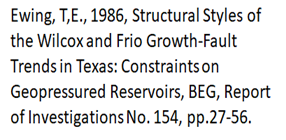 Ewing, T,E., 1986, Structural Styles of
the Wilcox and Frio Growth-Fault
Trends in Texas: Constraints on
Geopressured Reservoirs, BEG, Report
of Investigations No. 154, pp.27-56.